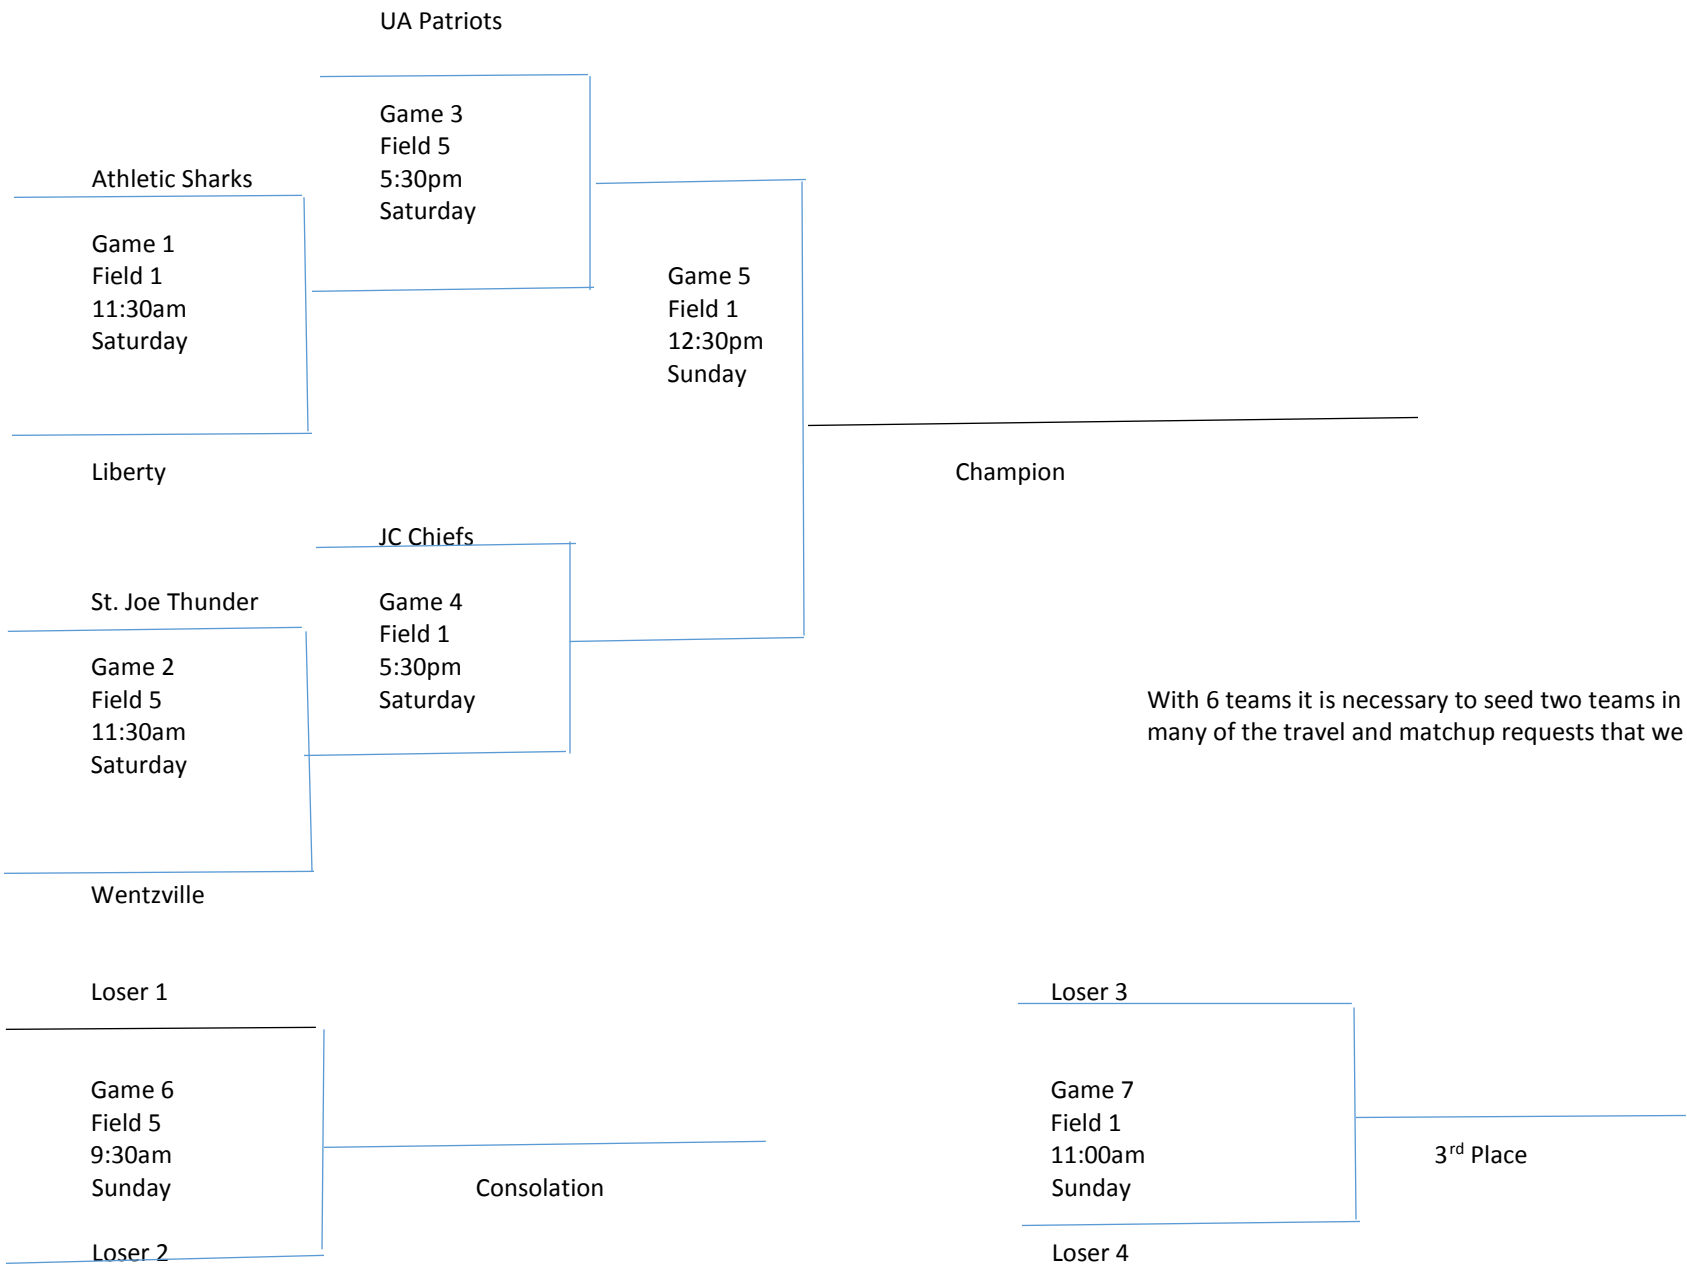 UA Patriots
Game 3
Field 5
5:30pm
Saturday
Athletic Sharks
Game 1
Field 1
11:30am
Saturday
Liberty
Game 5
Field 1
12:30pm
Sunday
Champion
JC Chiefs
Game 4
Field 1
5:30pm
Saturday
St. Joe Thunder
Game 2
Field 5
11:30am
Saturday
Wentzville
With 6 teams it is necessary to seed two teams in
many of the travel and matchup requests that we
Loser 1
Game 6
Field 5
9:30am
Sunday
Loser 2
Consolation
Loser 3
Game 7
Field 1
11:00am
Sunday
Loser 4
3rd Place